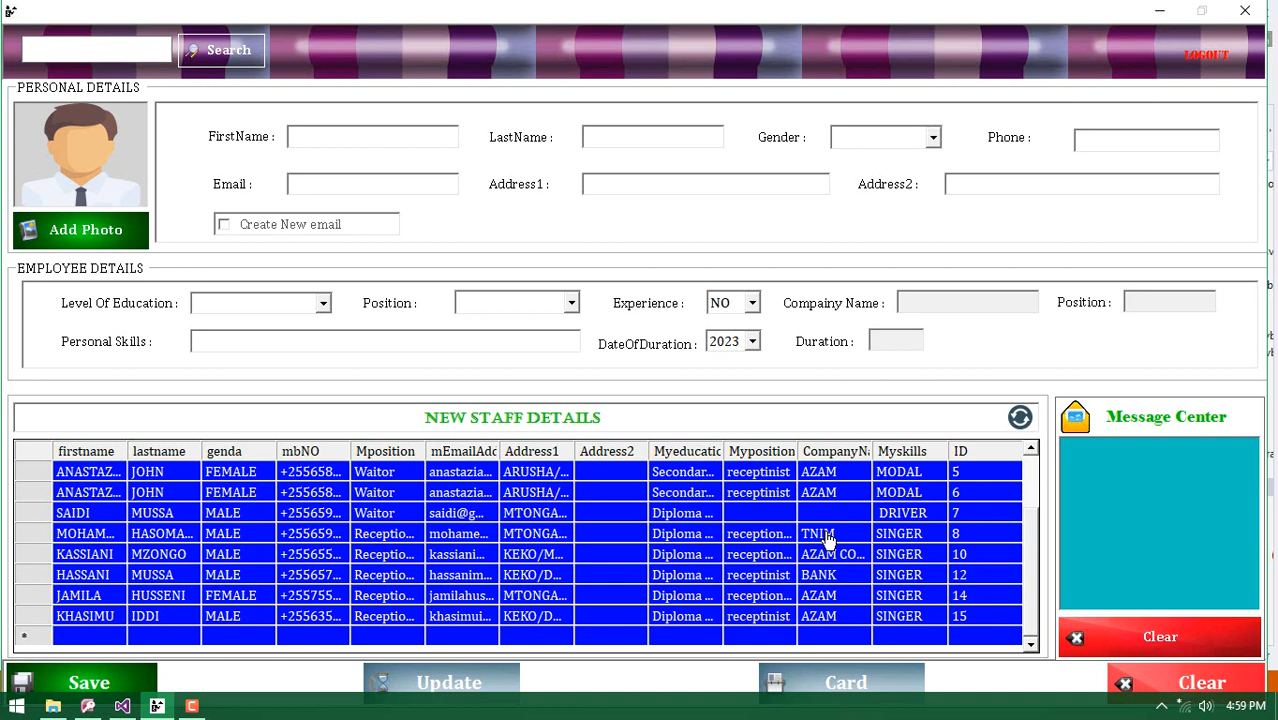 Search
LOGOUT
PERSONAL DETAILS
FirstName :
LastName :
Gender :
Phone :
Email :
Address1 :
Address2 :
Create New email
Add Photo
EMPLOYEE DETAILS
Level Of Education :
Position :
Experience :
NO
Compainy Name :
Position :
Personal Skills :
DateOfDuration :
2023
Duration :
NEW STAFF DETAILS
Message Center
firstname lastname genda mbNO Mposition mEmailAdc Address1 Address2 Myeducatic Myposition CompanyNa Myskills ID
ANASTAZ... JOHN FEMALE +255658... Waitor anastazia... ARUSHA/... Secondar... receptinist AZAM MODAL 5
ANASTAZ... JOHN FEMALE +255658... Waitor anastazia... ARUSHA/... Secondar... receptinist AZAM MODAL 6
SAIDI MUSSA MALE +255659... Waitor saidi@g... MTONGA... Diploma ... DRIVER 7
MOHAM... HASOMA... MALE +255659... Receptio... mohame... MTONGA... Diploma ... reception... TNIM SINGER 8
KASSIANI MZONGO MALE +255655... Receptio... kassiani... KEKO/M... Diploma ... reception... AZAM CO... SINGER 10
HASSANI MUSSA MALE +255657... Receptio... hassanim... KEKO/D... Diploma ... receptinist BANK SINGER 12
JAMILA HUSSENI FEMALE +255755... Receptio... jamilahus... MTONGA... Diploma ... reception... AZAM SINGER 14
KHASIMU IDDI MALE +255635... Receptio... khasimui... KEKO/D... Diploma ... receptinist AZAM SINGER 15
Clear
Save
Update
Card
Clear
4:59 PM